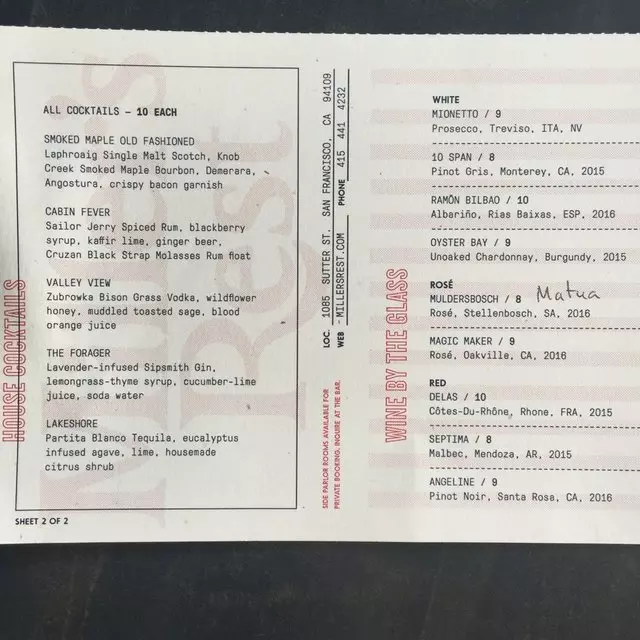 HOUSE COCKTAILS
ALL COCKTAILS — 10 EACH
SMOKED MAPLE OLD FASHIONED
Laphroaig Single Malt Scotch, Knob
Creek Smoked Maple Bourbon, Demerara,
Angostura, crispy bacon garnish
CABIN FEVER
Sailor Jerry Spiced Rum, blackberry
syrup, kaffir lime, ginger beer,
Cruzan Black Strap Molasses Rum float
VALLEY VIEW
Zubrowka Bison Grass Vodka, wildflower
honey, muddled toasted sage, blood
orange juice
THE FORAGER
Lavender-infused Sipsmith Gin,
lemongrass-thyme syrup, cucumber-lime
juice, soda water
LAKESHORE
Partita Blanco Tequila, eucalyptus
infused agave, lime, housemade
citrus shrub
SHEET 2 OF 2
Miller's
Rest
LOC. 1085 SUTTER ST. SAN FRANCISCO, CA 94109
WEB - MILLERSREST.COM PHONE 415 441 4232
SIDE PARLOR ROOMS AVAILABLE FOR
PRIVATE BOOKING. INQUIRE AT THE BAR.
WINE BY THE GLASS
WHITE
MIONETTO / 9
Prosecco, Treviso, ITA, NV
10 SPAN / 8
Pinot Gris, Monterey, CA, 2015
RAMÓN BILBAO / 10
Albariño, Rías Baixas, ESP, 2016
OYSTER BAY / 9
Unoaked Chardonnay, Burgundy, 2015
ROSÉ
MULDERSBOSCH / 8 Matua
Rosé, Stellenbosch, SA, 2016
MAGIC MAKER / 9
Rosé, Oakville, CA, 2016
RED
DELAS / 10
Côtes-Du-Rhône, Rhone, FRA, 2015
SEPTIMA / 8
Malbec, Mendoza, AR, 2015
ANGELINE / 9
Pinot Noir, Santa Rosa, CA, 2016